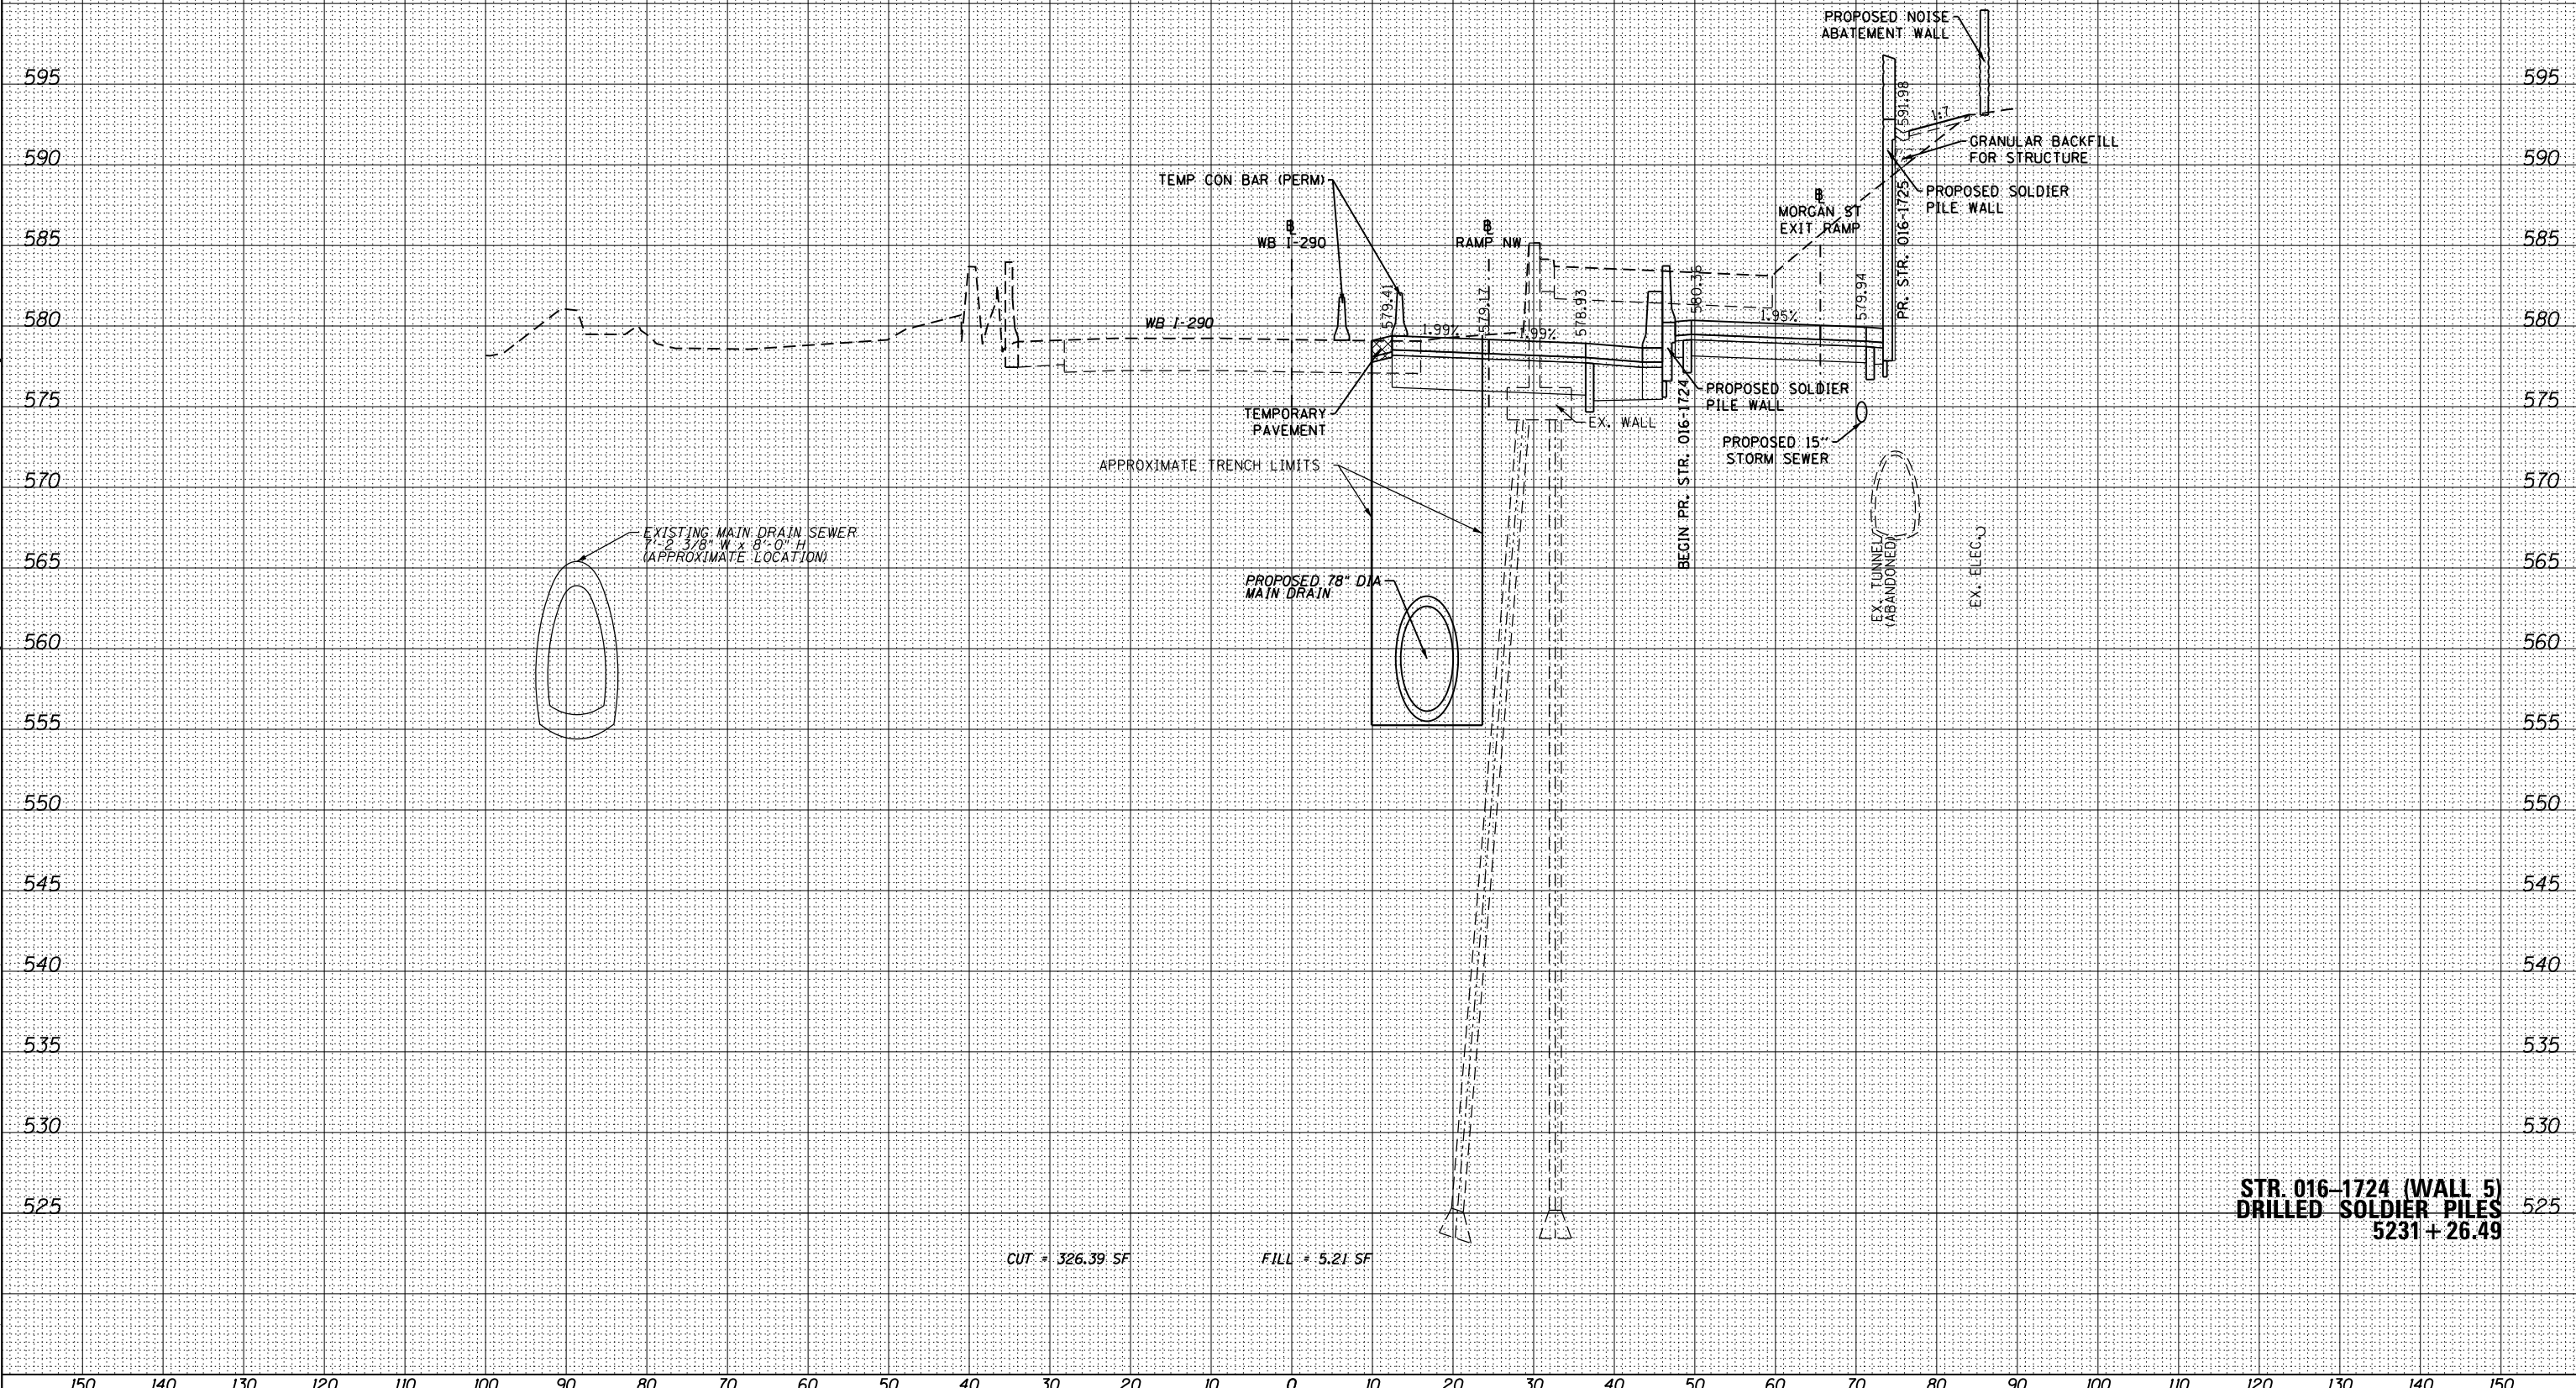 PROPOSED NOISE
ABATEMENT WALL
595
595
591.98
1:7
GRANULAR BACKFILL
FOR STRUCTURE
590
590
TEMP CON BAR (PERM)
PROPOSED SOLDIER
PILE WALL
PR. STR. 016-1725
MORGAN ST
EXIT RAMP
585
WB I-290
RAMP NW
585
579.41
579.17
578.93
580.36
579.94
580
WB I-290
1.99%
1.99%
1.95%
580
575
TEMPORARY
PAVEMENT
EX. WALL
PROPOSED SOLDIER
PILE WALL
575
BEGIN PR. STR. 016-1724
PROPOSED 15"
STORM SEWER
APPROXIMATE TRENCH LIMITS
570
570
EXISTING MAIN DRAIN SEWER
7'-2 3/8" W x 8'-0" H
(APPROXIMATE LOCATION)
565
565
PROPOSED 78" DIA
MAIN DRAIN
EX. TUNNEL
(ABANDONED)
EX. ELEC.
560
560
555
555
550
550
545
545
540
540
535
535
530
530
525
525
STR. 016-1724 (WALL 5)
DRILLED SOLDIER PILES
5231+26.49
CUT = 326.39 SF
FILL = 5.21 SF
150 140 130 120 110 100 90 80 70 60 50 40 30 20 10 0 10 20 30 40 50 60 70 80 90 100 110 120 130 140 150